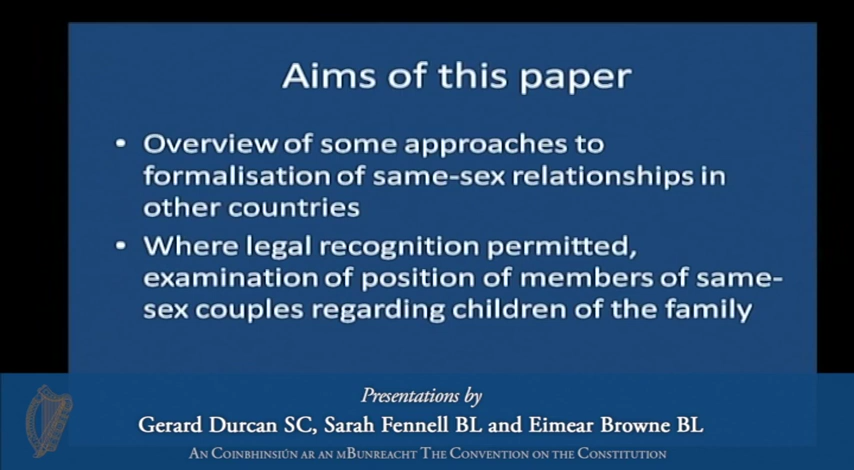 Aims of this paper
• Overview of some approaches to
formalisation of same-sex relationships in
other countries
• Where legal recognition permitted,
examination of position of members of same-
sex couples regarding children of the family
Presentations by
Gerard Durcan SC, Sarah Fennell BL and Eimear Browne BL
An Coinbhinsiún ar an mBunreacht The Convention on the Constitution